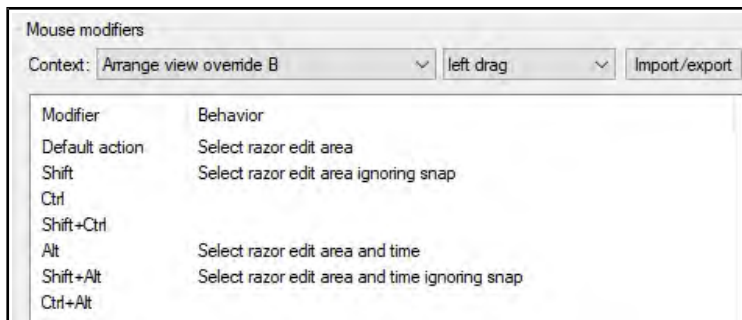 Mouse modifiers
Context: Arrange view override B left drag Import/export
Modifier Behavior
Default action Select razor edit area
Shift Select razor edit area ignoring snap
Ctrl
Shift+Ctrl
Alt Select razor edit area and time
Shift+Alt Select razor edit area and time ignoring snap
Ctrl+Alt